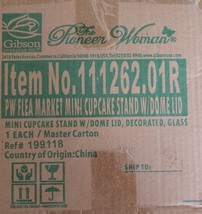 Gibson
The
Pioneer Woman
Item No.111262.01R
PW FLEA MARKET MINI CUPCAKE STAND W/DOME LID
MINI CUPCAKE STAND W/DOME LID, DECORATED, GLASS
1 EACH / Master Carton
Ref# 199118
Country of Origin:China
SHIP TO: